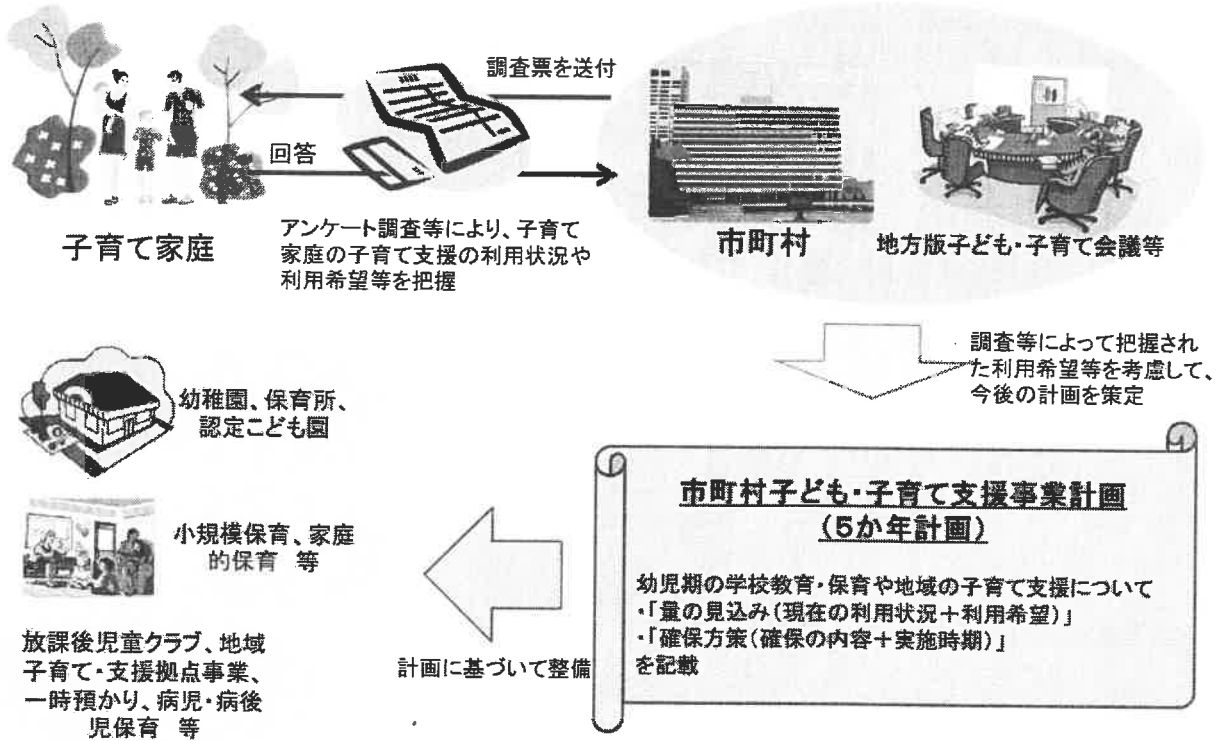 調査票を送付
回答
子育て家庭
アンケート調査等により、子育て
家庭の子育て支援の利用状況や
利用希望等を把握
市町村
地方版子ども・子育て会議等
調査等によって把握され
た利用希望等を考慮して、
今後の計画を策定
市町村子ども・子育て支援事業計画
(5か年計画)
幼児期の学校教育・保育や地域の子育て支援について
・「量の見込み(現在の利用状況+利用希望)」
・「確保方策(確保の内容+実施時期)」
を記載
計画に基づいて整備
幼稚園、保育所、
認定こども園
小規模保育、家庭
的保育 等
放課後児童クラブ、地域
子育て・支援拠点事業、
一時預かり、病児・病後
児保育 等